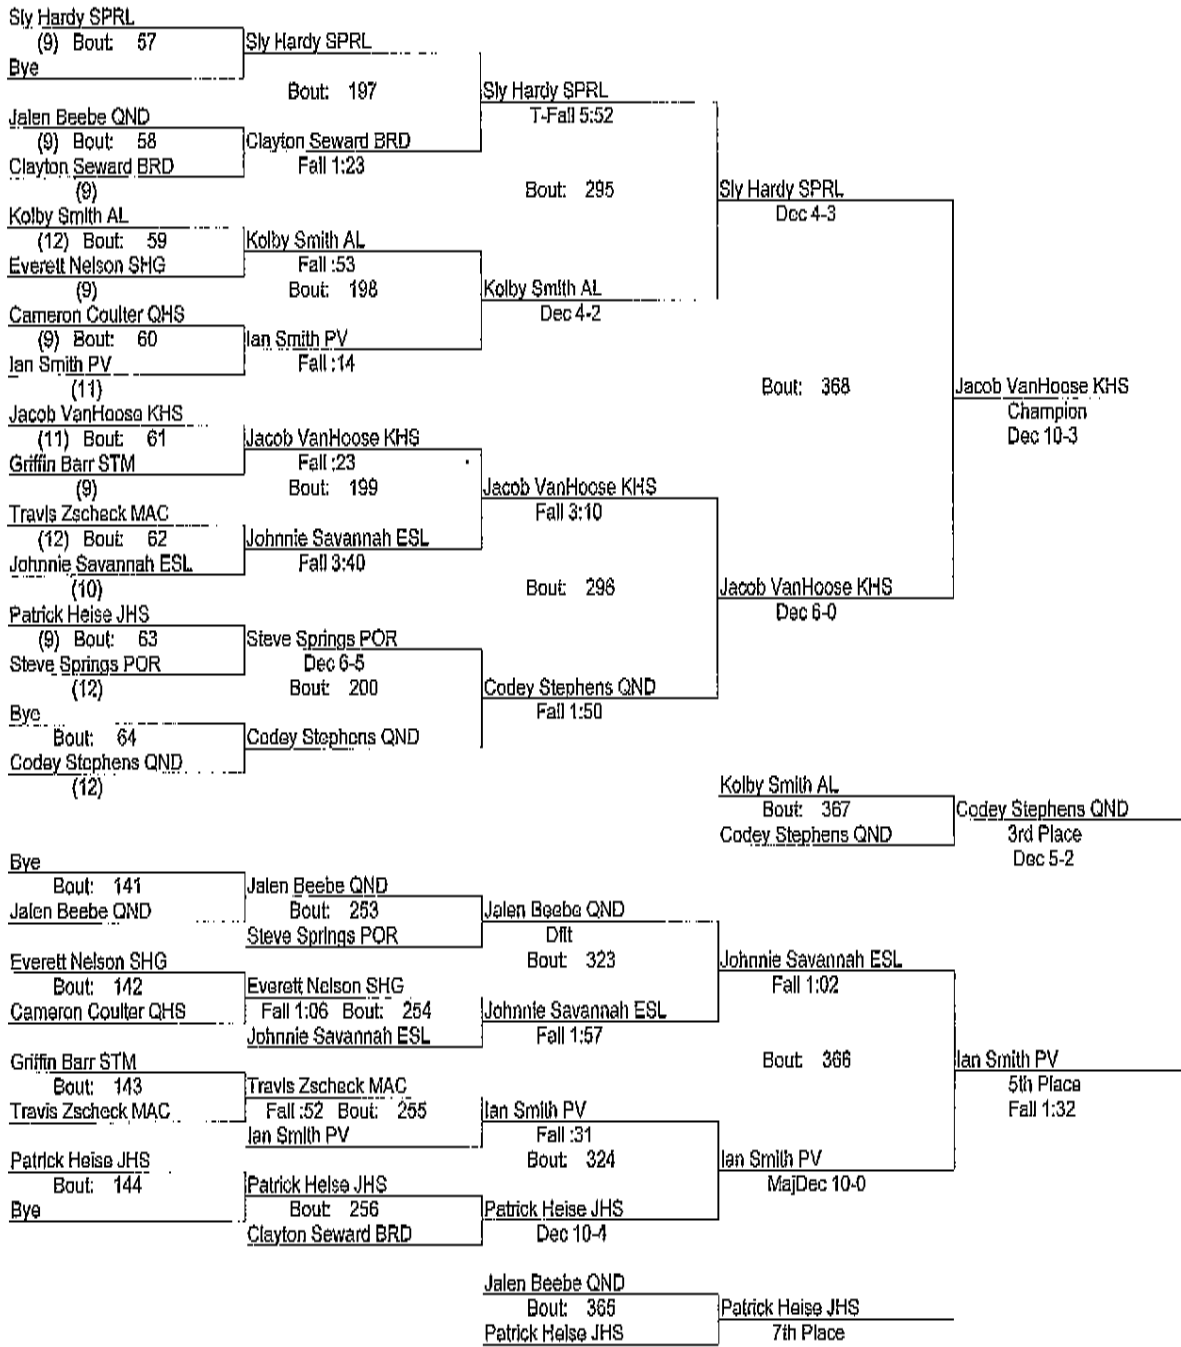 Sly Hardy SPRL
(9) Bout: 57
Bye
Sly Hardy SPRL
Bout: 197
Jalen Beebe QND
(9) Bout: 58
Clayton Seward BRD
(9)
Clayton Seward BRD
Fall 1:23
Sly Hardy SPRL
T-Fall 5:52
Bout: 295
Kolby Smith AL
(12) Bout: 59
Everett Nelson SHG
(9)
Kolby Smith AL
Fall :53
Bout: 198
Cameron Coulter QHS
(9) Bout: 60
Ian Smith PV
(11)
Ian Smith PV
Fall :14
Kolby Smith AL
Dec 4-2
Sly Hardy SPRL
Dec 4-3
Bout: 368
Jacob VanHoose KHS
Champion
Dec 10-3
Jacob VanHoose KHS
(11) Bout: 61
Griffin Barr STM
(9)
Jacob VanHoose KHS
Fall :23
Bout: 199
Travis Zscheck MAC
(12) Bout: 62
Johnnie Savannah ESL
(10)
Johnnie Savannah ESL
Fall 3:40
Jacob VanHoose KHS
Fall 3:10
Bout: 296
Jacob VanHoose KHS
Dec 6-0
Patrick Heise JHS
(9) Bout: 63
Steve Springs POR
(12)
Steve Springs POR
Dec 6-5
Bout: 200
Bye
Bout: 64
Codey Stephens QND
(12)
Codey Stephens QND
Codey Stephens QND
Fall 1:50
Kolby Smith AL
Bout: 367
Codey Stephens QND
Codey Stephens QND
3rd Place
Dec 5-2
Bye
Bout: 141
Jalen Beebe QND
Jalen Beebe QND
Bout: 253
Steve Springs POR
Jalen Beebe QND
Dflt
Bout: 323
Everett Nelson SHG
Bout: 142
Cameron Coulter QHS
Everett Nelson SHG
Fall 1:06 Bout: 254
Johnnie Savannah ESL
Johnnie Savannah ESL
Fall 1:57
Johnnie Savannah ESL
Fall 1:02
Bout: 366
Ian Smith PV
5th Place
Fall 1:32
Griffin Barr STM
Bout: 143
Travis Zscheck MAC
Travis Zscheck MAC
Fall :52 Bout: 255
Ian Smith PV
Ian Smith PV
Fall :31
Bout: 324
Ian Smith PV
MajDec 10-0
Patrick Heise JHS
Bout: 144
Bye
Patrick Heise JHS
Bout: 256
Clayton Seward BRD
Patrick Heise JHS
Dec 10-4
Jalen Beebe QND
Bout: 365
Patrick Heise JHS
Patrick Heise JHS
7th Place